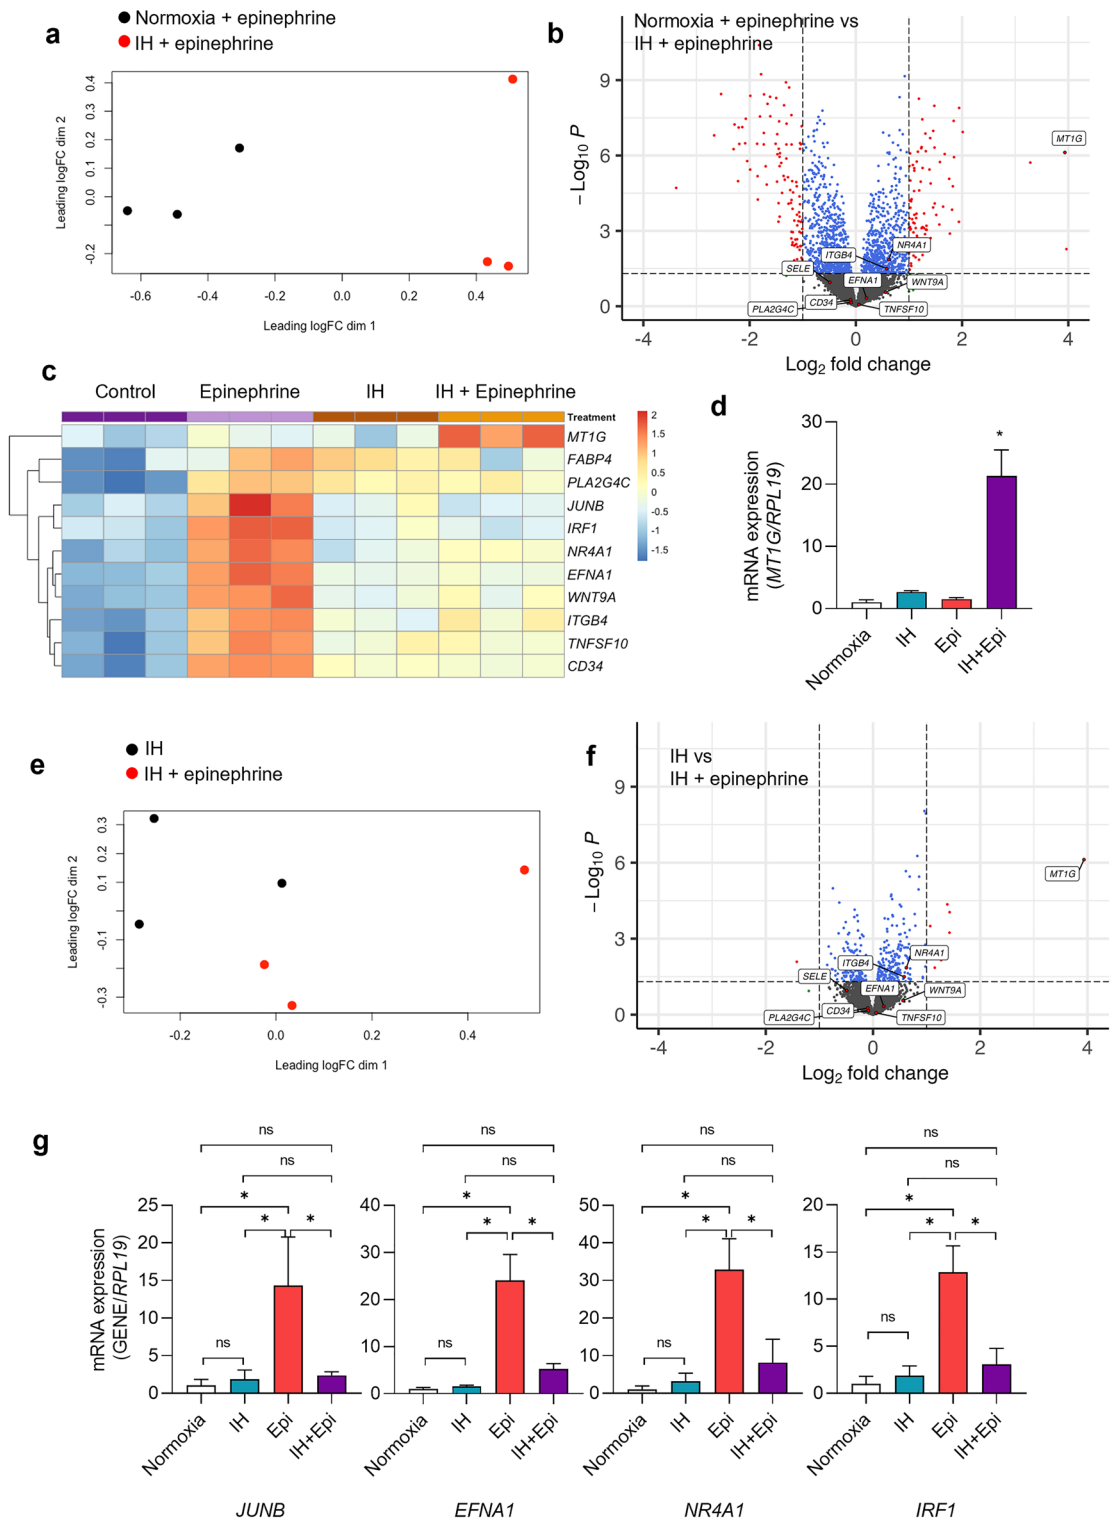 a
Normoxia + epinephrine
IH + epinephrine
Leading logFC dim 2
0.4
0.3
0.2
0.1
0.0
-0.2
-0.6
-0.4
-0.2
0.0
0.2
0.4
Leading logFC dim 1
b
Normoxia + epinephrine vs
IH + epinephrine
−Log10 P
9
6
3
0
MT1G
NR4A1
ITGB4
SELE
EFNA1
WNT9A
CD34
PLA2G4C
TNFSF10
-4
-2
0
2
4
Log2 fold change
c
Control
Epinephrine
IH
IH + Epinephrine
Treatment
MT1G
FABP4
PLA2G4C
JUNB
IRF1
NR4A1
EFNA1
WNT9A
ITGB4
TNFSF10
CD34
2
1.5
1
0.5
0
-0.5
-1
-1.5
d
mRNA expression
(MT1G/RPL19)
30
20
10
0
*
Normoxia
IH
Epi
IH+Epi
e
IH
IH + epinephrine
Leading logFC dim 2
0.3
0.2
0.1
-0.1
-0.3
-0.2
0.0
0.2
0.4
Leading logFC dim 1
f
IH vs
IH + epinephrine
−Log10 P
9
6
3
0
MT1G
NR4A1
ITGB4
SELE
EFNA1
WNT9A
CD34
PLA2G4C
TNFSF10
-4
-2
0
2
4
Log2 fold change
g
mRNA expression
(GENE/RPL19)
ns
ns
*
* *
ns
25
20
15
10
5
0
Normoxia
IH
Epi
IH+Epi
JUNB
ns
ns
*
* *
ns
40
30
20
10
0
Normoxia
IH
Epi
IH+Epi
EFNA1
ns
ns
*
* *
ns
50
40
30
20
10
0
Normoxia
IH
Epi
IH+Epi
NR4A1
ns
ns
*
* *
ns
20
15
10
5
0
Normoxia
IH
Epi
IH+Epi
IRF1